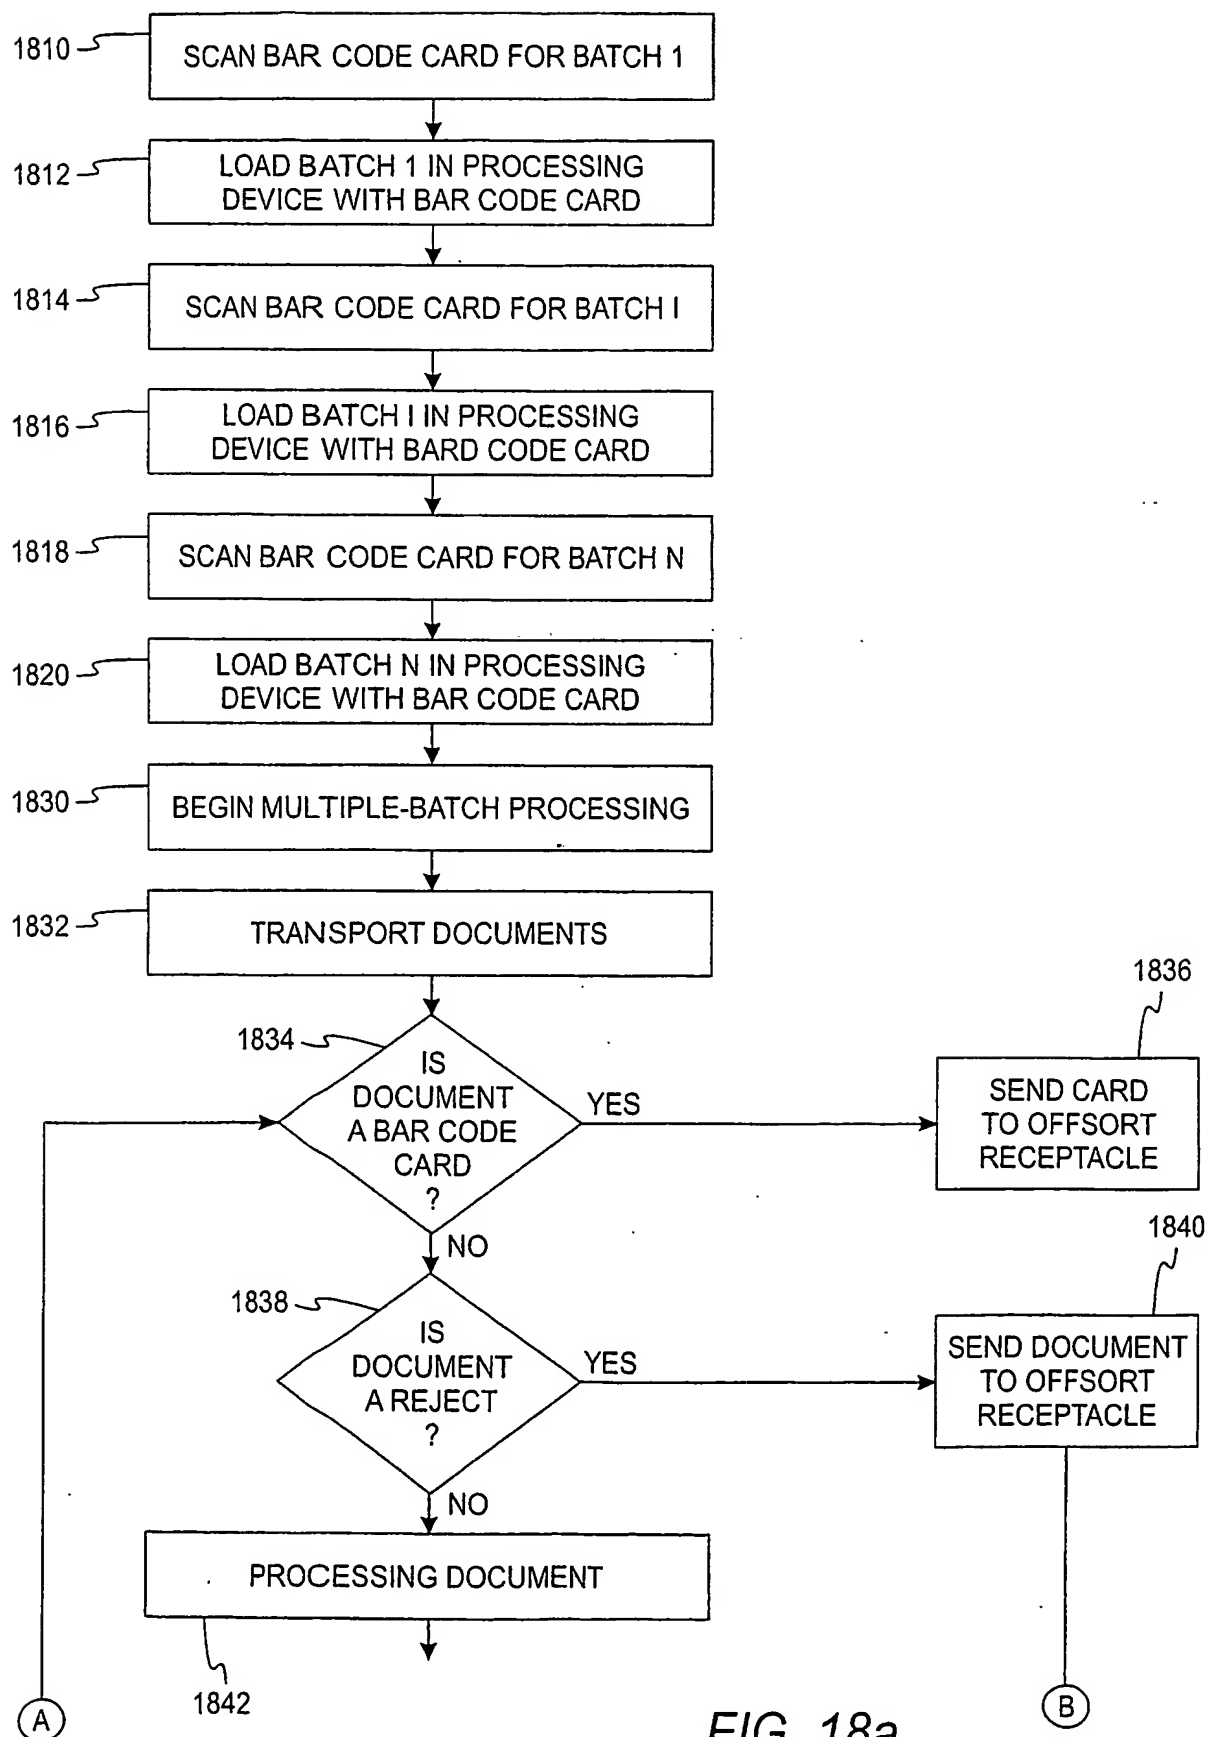 1810
SCAN BAR CODE CARD FOR BATCH 1
1812
LOAD BATCH 1 IN PROCESSING
DEVICE WITH BAR CODE CARD
1814
SCAN BAR CODE CARD FOR BATCH I
1816
LOAD BATCH I IN PROCESSING
DEVICE WITH BARD CODE CARD
1818
SCAN BAR CODE CARD FOR BATCH N
1820
LOAD BATCH N IN PROCESSING
DEVICE WITH BAR CODE CARD
1830
BEGIN MULTIPLE-BATCH PROCESSING
1832
TRANSPORT DOCUMENTS
1834
IS
DOCUMENT
A BAR CODE
CARD
?
YES
1836
SEND CARD
TO OFFSORT
RECEPTACLE
NO
1838
IS
DOCUMENT
A REJECT
?
YES
1840
SEND DOCUMENT
TO OFFSORT
RECEPTACLE
NO
PROCESSING DOCUMENT
1842
A
B
FIG. 18a